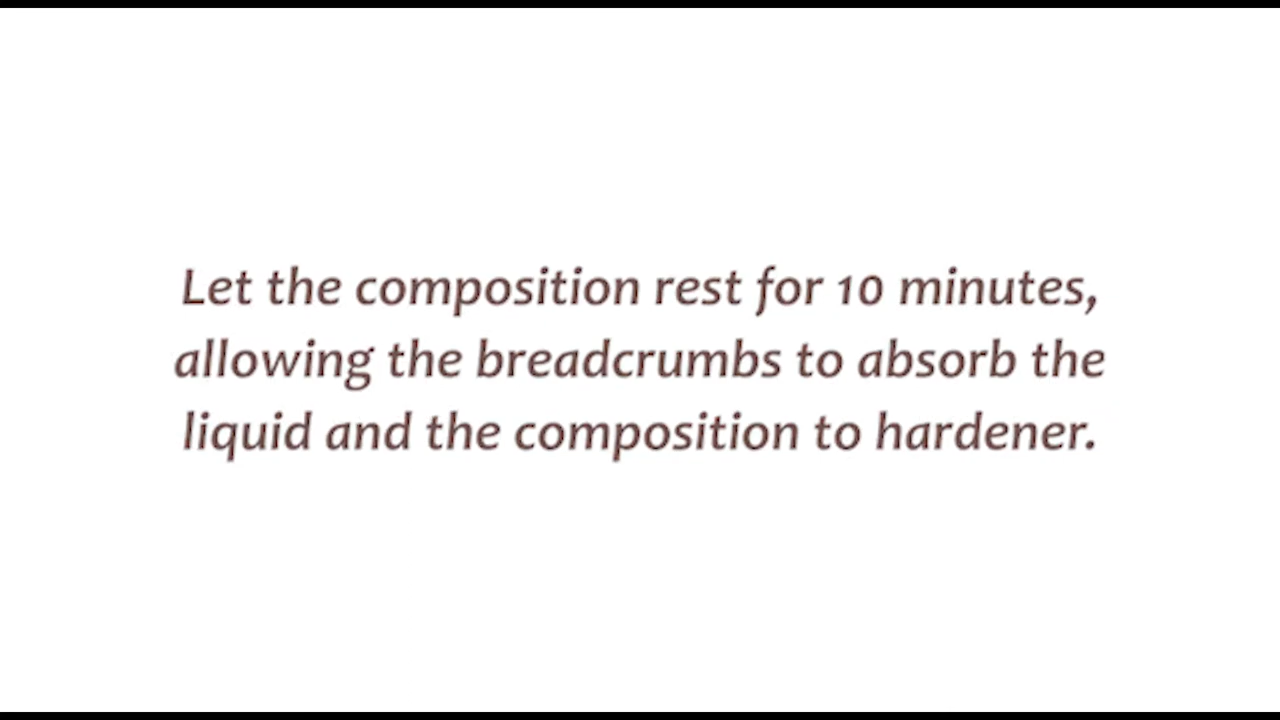 Let the composition rest for 10 minutes,
allowing the breadcrumbs to absorb the
liquid and the composition to hardener.